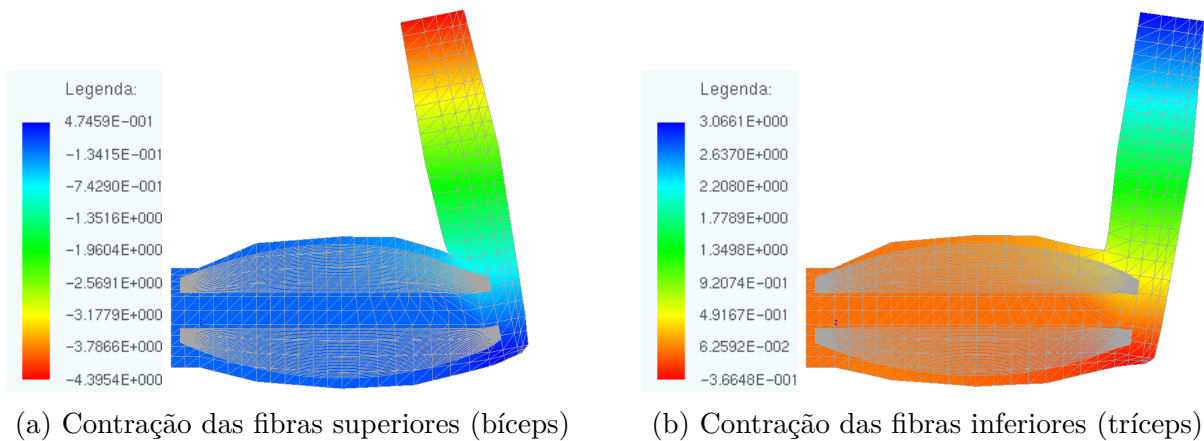 Legenda:
4.7459E-001
-1.3415E-001
-7.4290E-001
-1.3516E+000
-1.9604E+000
-2.5691E+000
-3.1779E+000
-3.7866E+000
-4.3954E+000
z
(a) Contração das fibras superiores (bíceps)
Legenda:
3.0661E+000
2.6370E+000
2.2080E+000
1.7789E+000
1.3498E+000
9.2074E-001
4.9167E-001
6.2592E-002
-3.6648E-001
z
(b) Contração das fibras inferiores (tríceps)